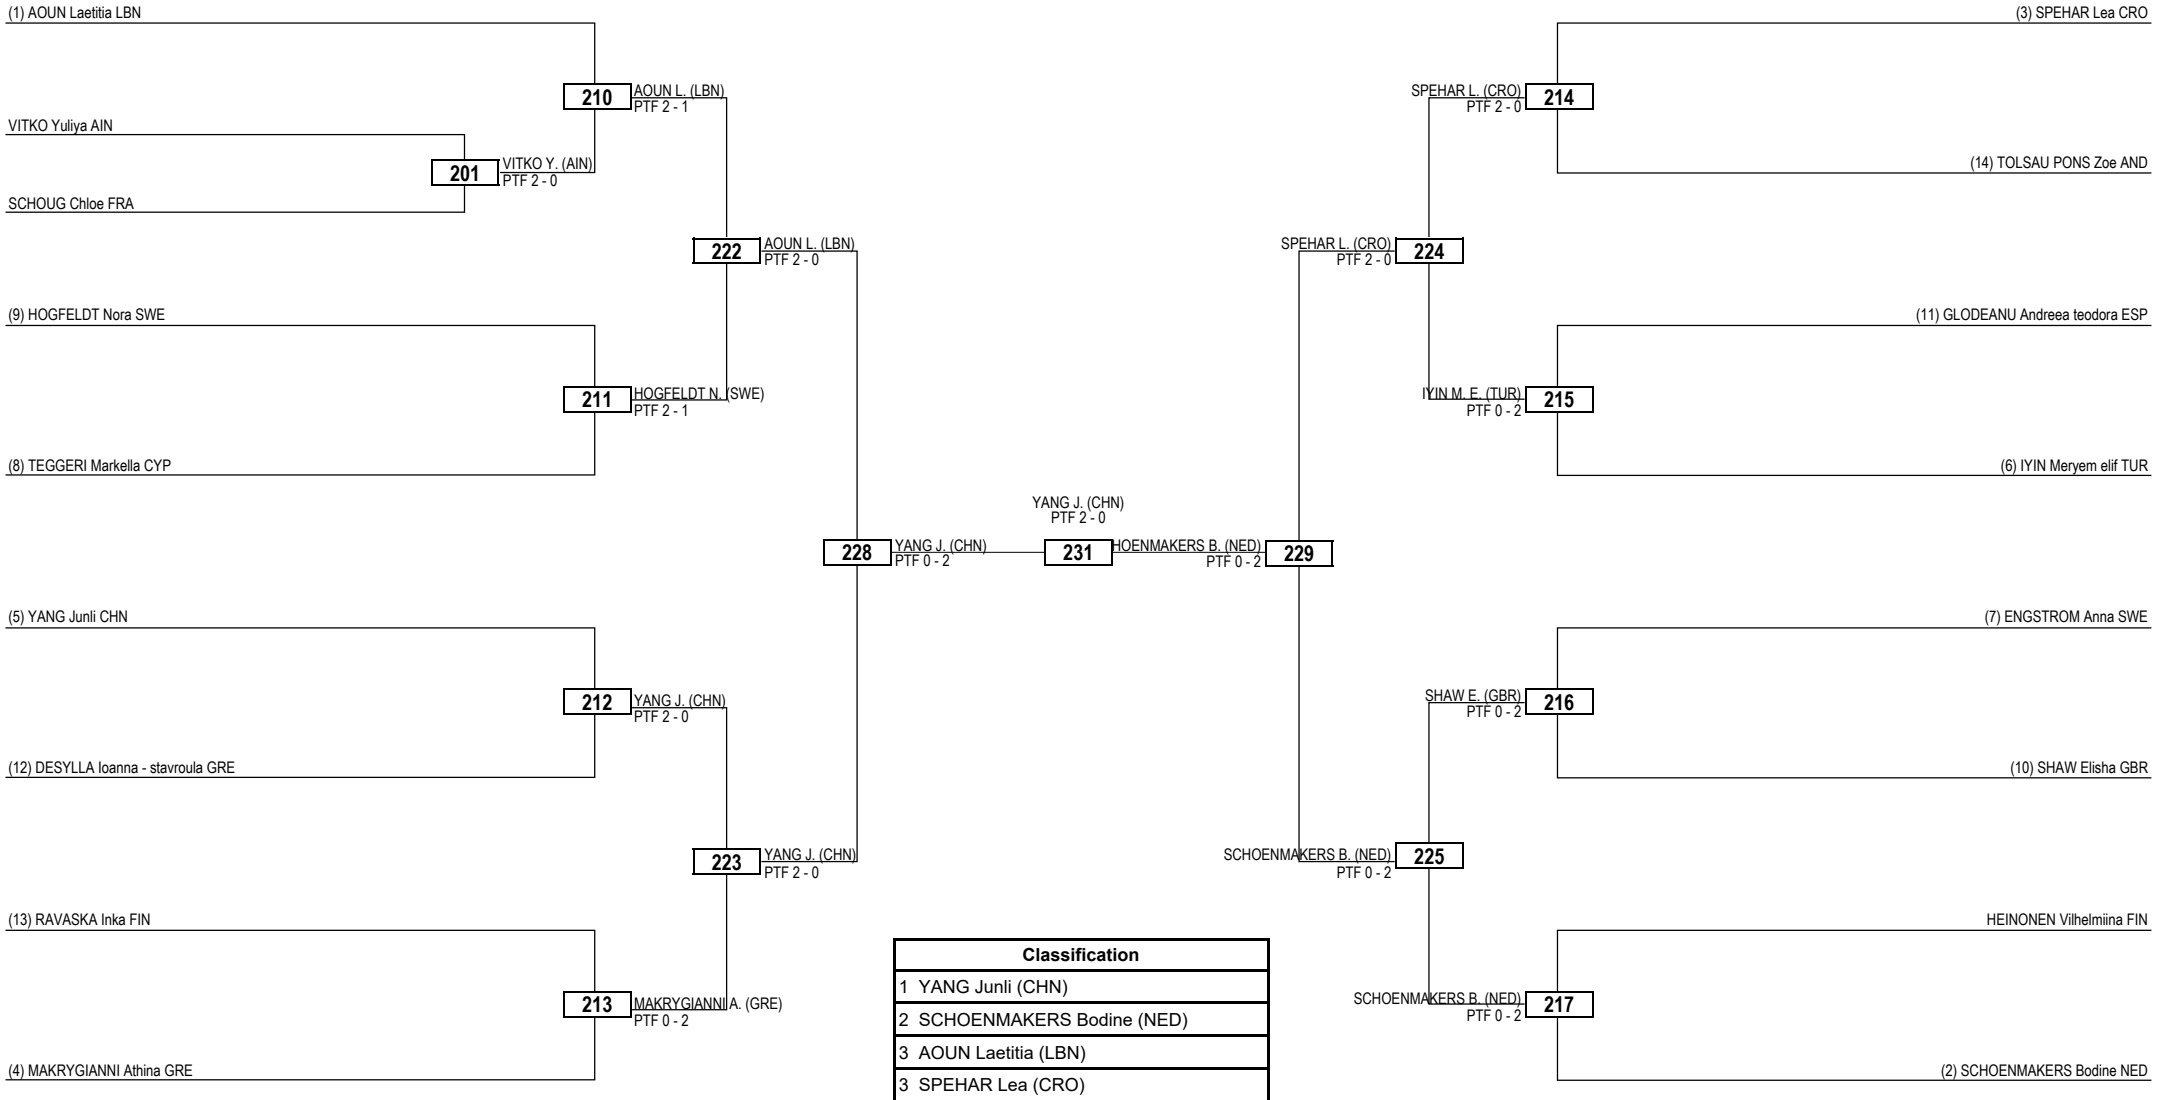 (1) AOUN Laetitia LBN
210
AOUN L. (LBN)
PTF 2 - 1
VITKO Yuliya AIN
201
VITKO Y. (AIN)
PTF 2 - 0
SCHOUG Chloe FRA
222
AOUN L. (LBN)
PTF 2 - 0
(9) HOGFELDT Nora SWE
211
HOGFELDT N. (SWE)
PTF 2 - 1
(8) TEGGERI Markella CYP
228
YANG J. (CHN)
PTF 0 - 2
(5) YANG Junli CHN
212
YANG J. (CHN)
PTF 2 - 0
(12) DESYLLA Ioanna - stavroula GRE
223
YANG J. (CHN)
PTF 2 - 0
(13) RAVASKA Inka FIN
213
MAKRYGIANNI A. (GRE)
PTF 0 - 2
(4) MAKRYGIANNI Athina GRE
YANG J. (CHN)
PTF 2 - 0
231
(3) SPEHAR Lea CRO
SPEHAR L. (CRO)
PTF 2 - 0
214
(14) TOLSAU PONS Zoe AND
SPEHAR L. (CRO)
PTF 2 - 0
224
(11) GLODEANU Andreea teodora ESP
IYIN M. E. (TUR)
PTF 0 - 2
215
(6) IYIN Meryem elif TUR
HOENMAKERS B. (NED)
PTF 0 - 2
229
(7) ENGSTROM Anna SWE
SHAW E. (GBR)
PTF 0 - 2
216
(10) SHAW Elisha GBR
SCHOENMAKERS B. (NED)
PTF 0 - 2
225
HEINONEN Vilhelmiina FIN
SCHOENMAKERS B. (NED)
PTF 0 - 2
217
(2) SCHOENMAKERS Bodine NED
Classification
1 YANG Junli (CHN)
2 SCHOENMAKERS Bodine (NED)
3 AOUN Laetitia (LBN)
3 SPEHAR Lea (CRO)